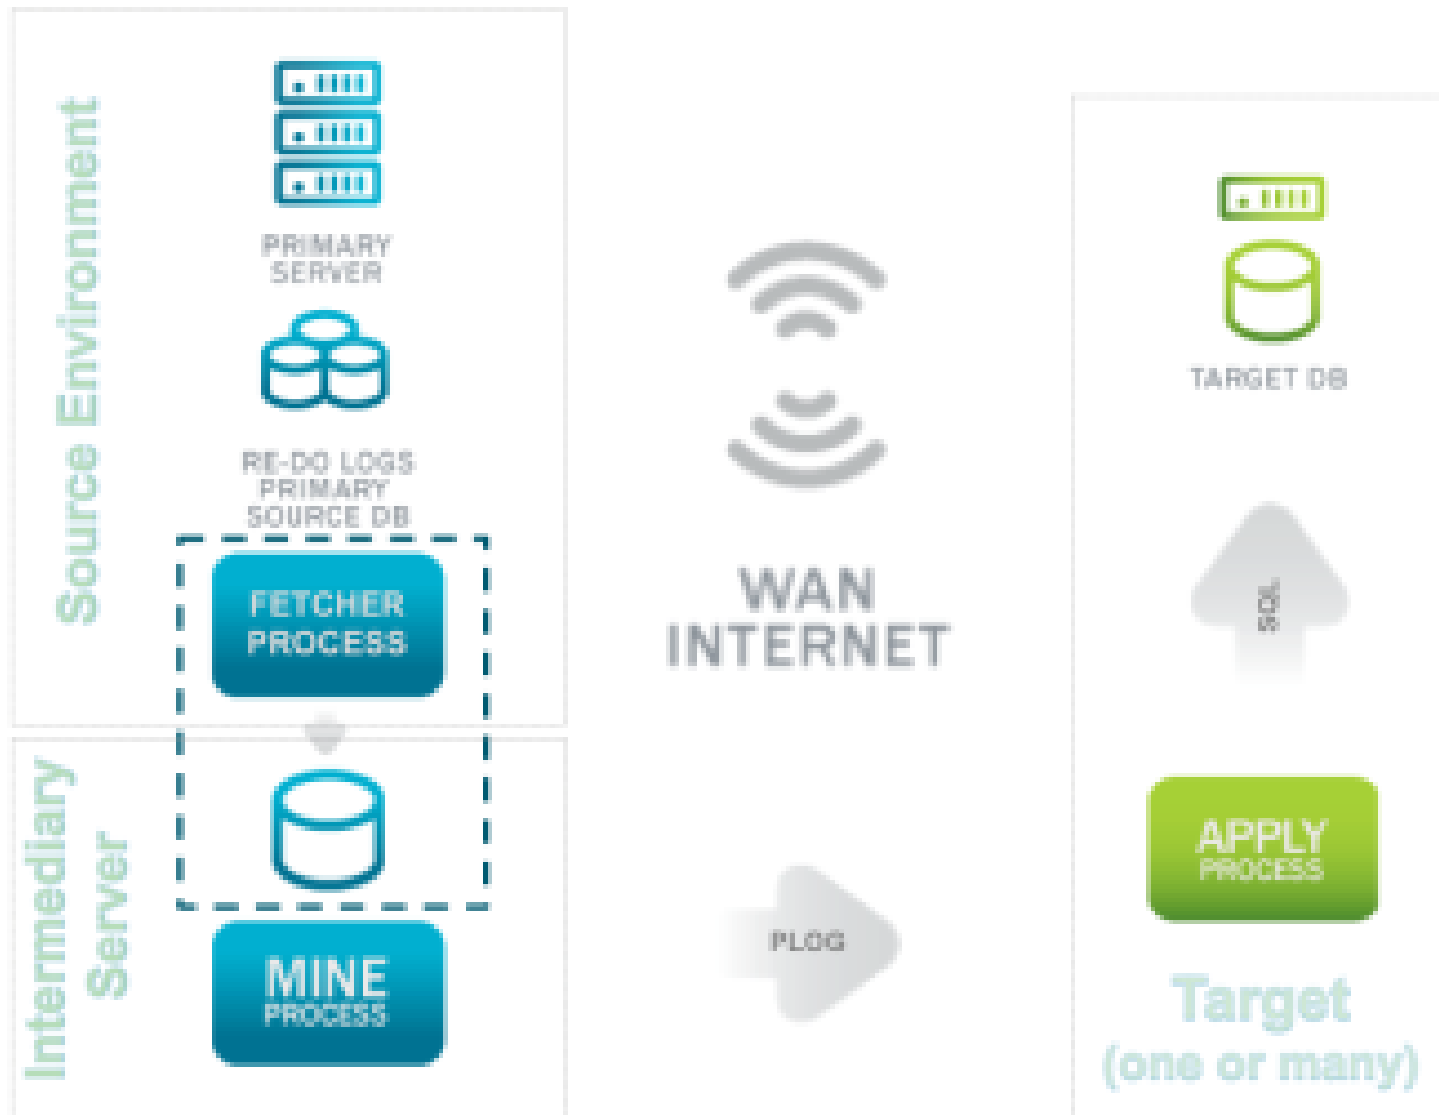 Source Environment
PRIMARY
SERVER
RE-DO LOGS
PRIMARY
SOURCE DB
FETCHER
PROCESS
Intermediary
Server
MINE
PROCESS
WAN
INTERNET
PLOG
TARGET DB
SQL
APPLY
PROCESS
Target
(one or many)